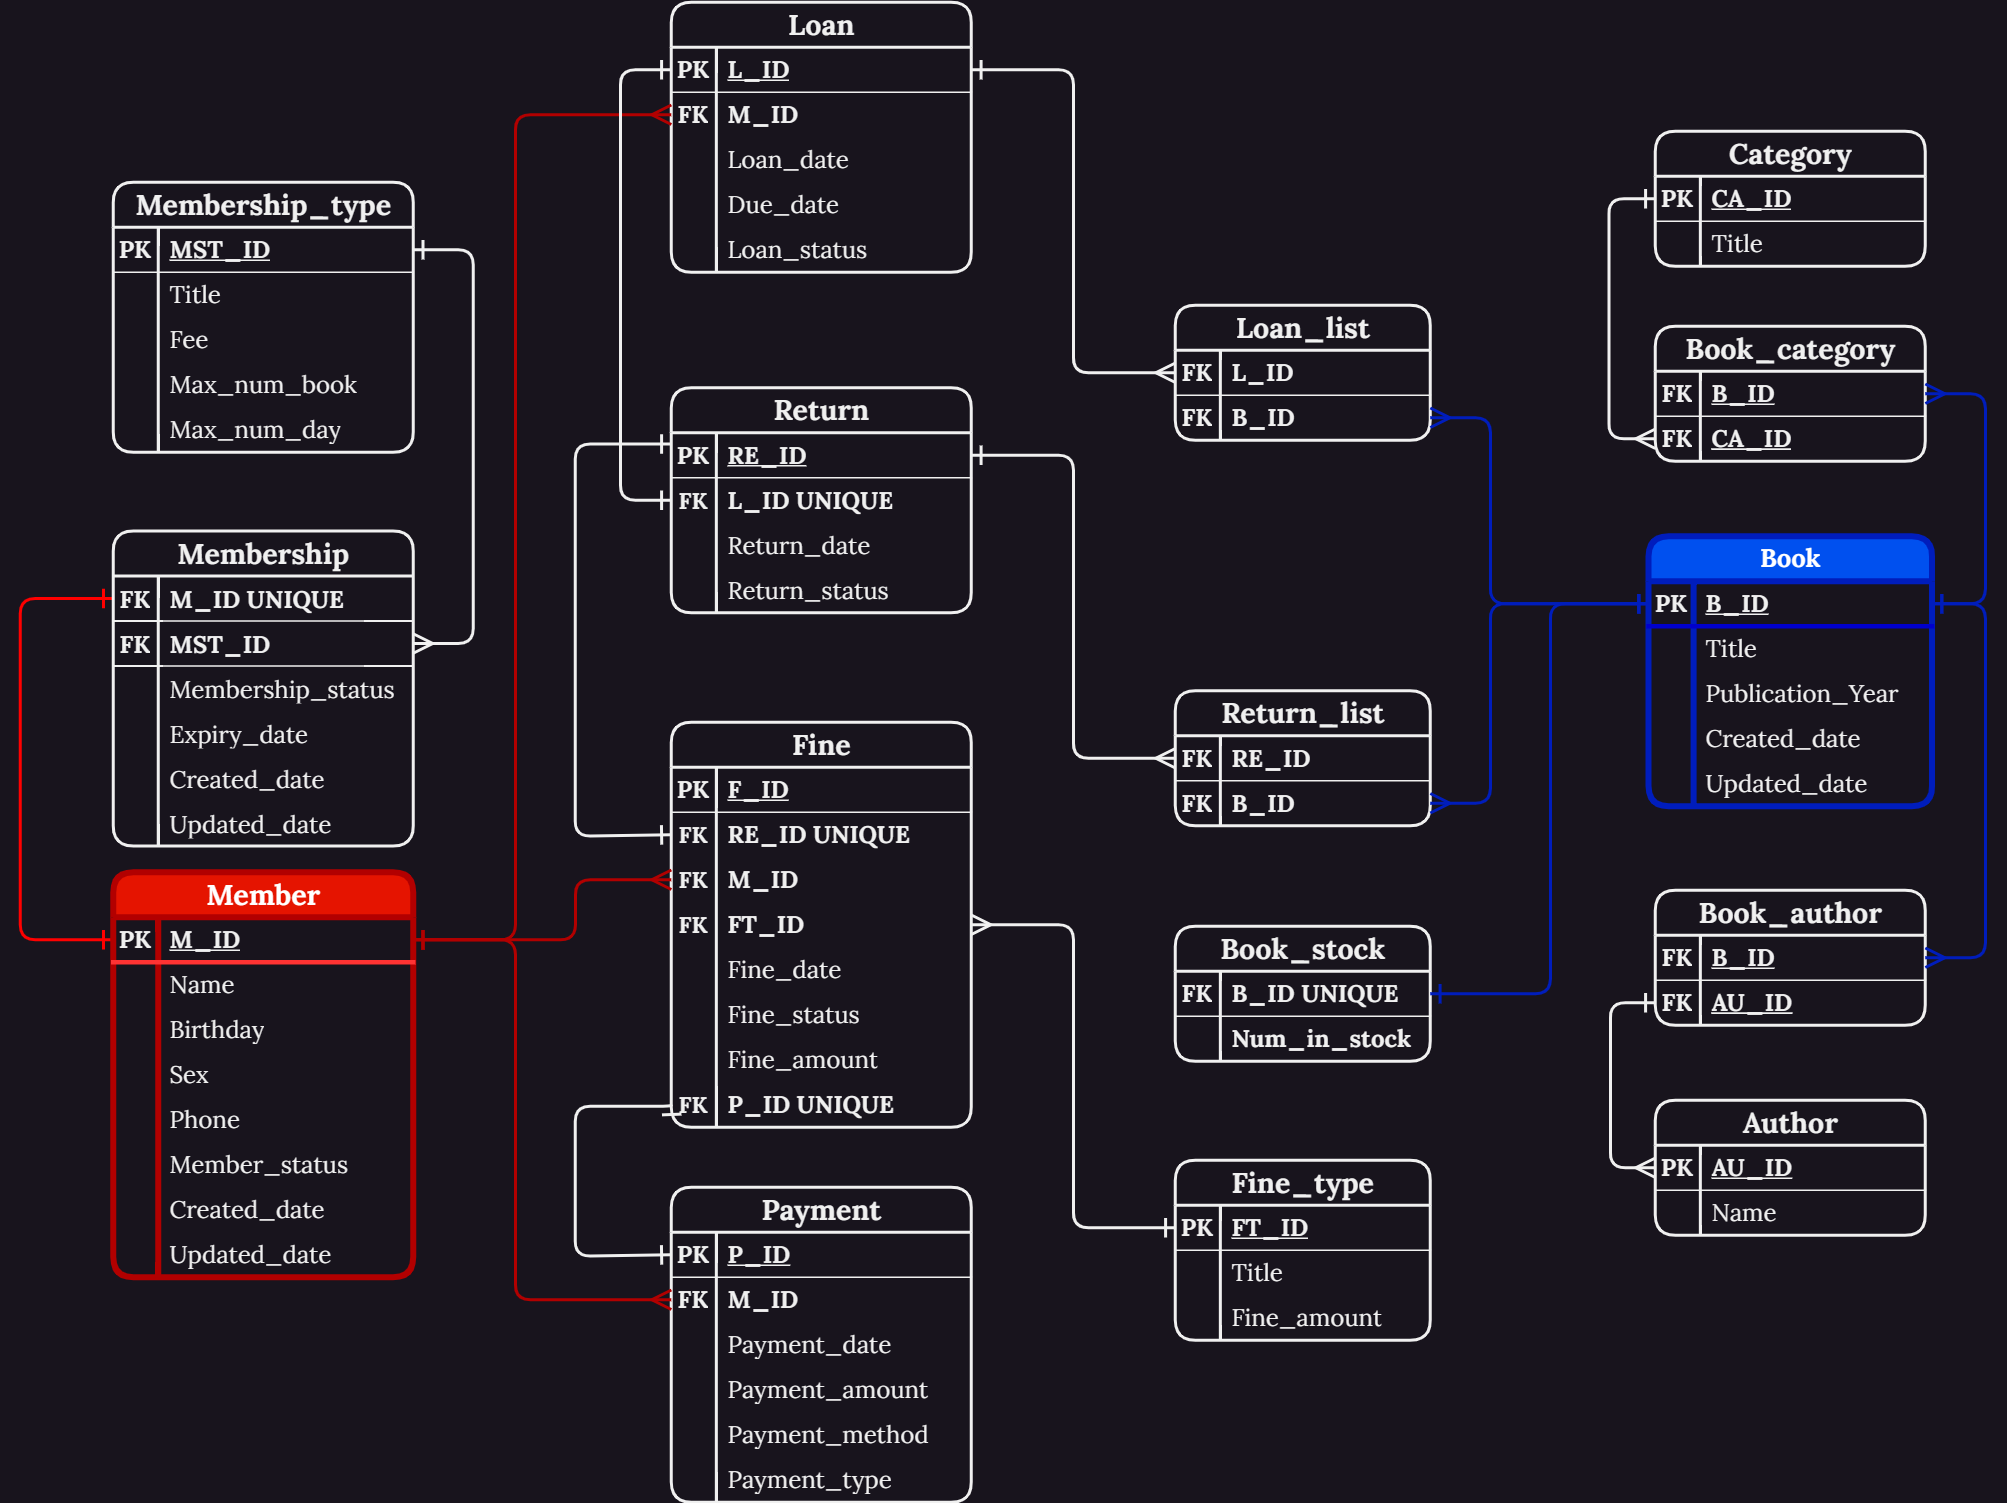 Loan
PK L_ID
FK M_ID
Loan_date
Due_date
Loan_status
Membership_type
PK MST_ID
Title
Fee
Max_num_book
Max_num_day
Membership
FK M_ID UNIQUE
FK MST_ID
Membership_status
Expiry_date
Created_date
Updated_date
Member
PK M_ID
Name
Birthday
Sex
Phone
Member_status
Created_date
Updated_date
Return
PK RE_ID
FK L_ID UNIQUE
Return_date
Return_status
Fine
PK F_ID
FK RE_ID UNIQUE
FK M_ID
FK FT_ID
Fine_date
Fine_status
Fine_amount
FK P_ID UNIQUE
Payment
PK P_ID
FK M_ID
Payment_date
Payment_amount
Payment_method
Payment_type
Loan_list
FK L_ID
FK B_ID
Return_list
FK RE_ID
FK B_ID
Book_stock
FK B_ID UNIQUE
Num_in_stock
Fine_type
PK FT_ID
Title
Fine_amount
Category
PK CA_ID
Title
Book_category
FK B_ID
FK CA_ID
Book
PK B_ID
Title
Publication_Year
Created_date
Updated_date
Book_author
FK B_ID
FK AU_ID
Author
PK AU_ID
Name